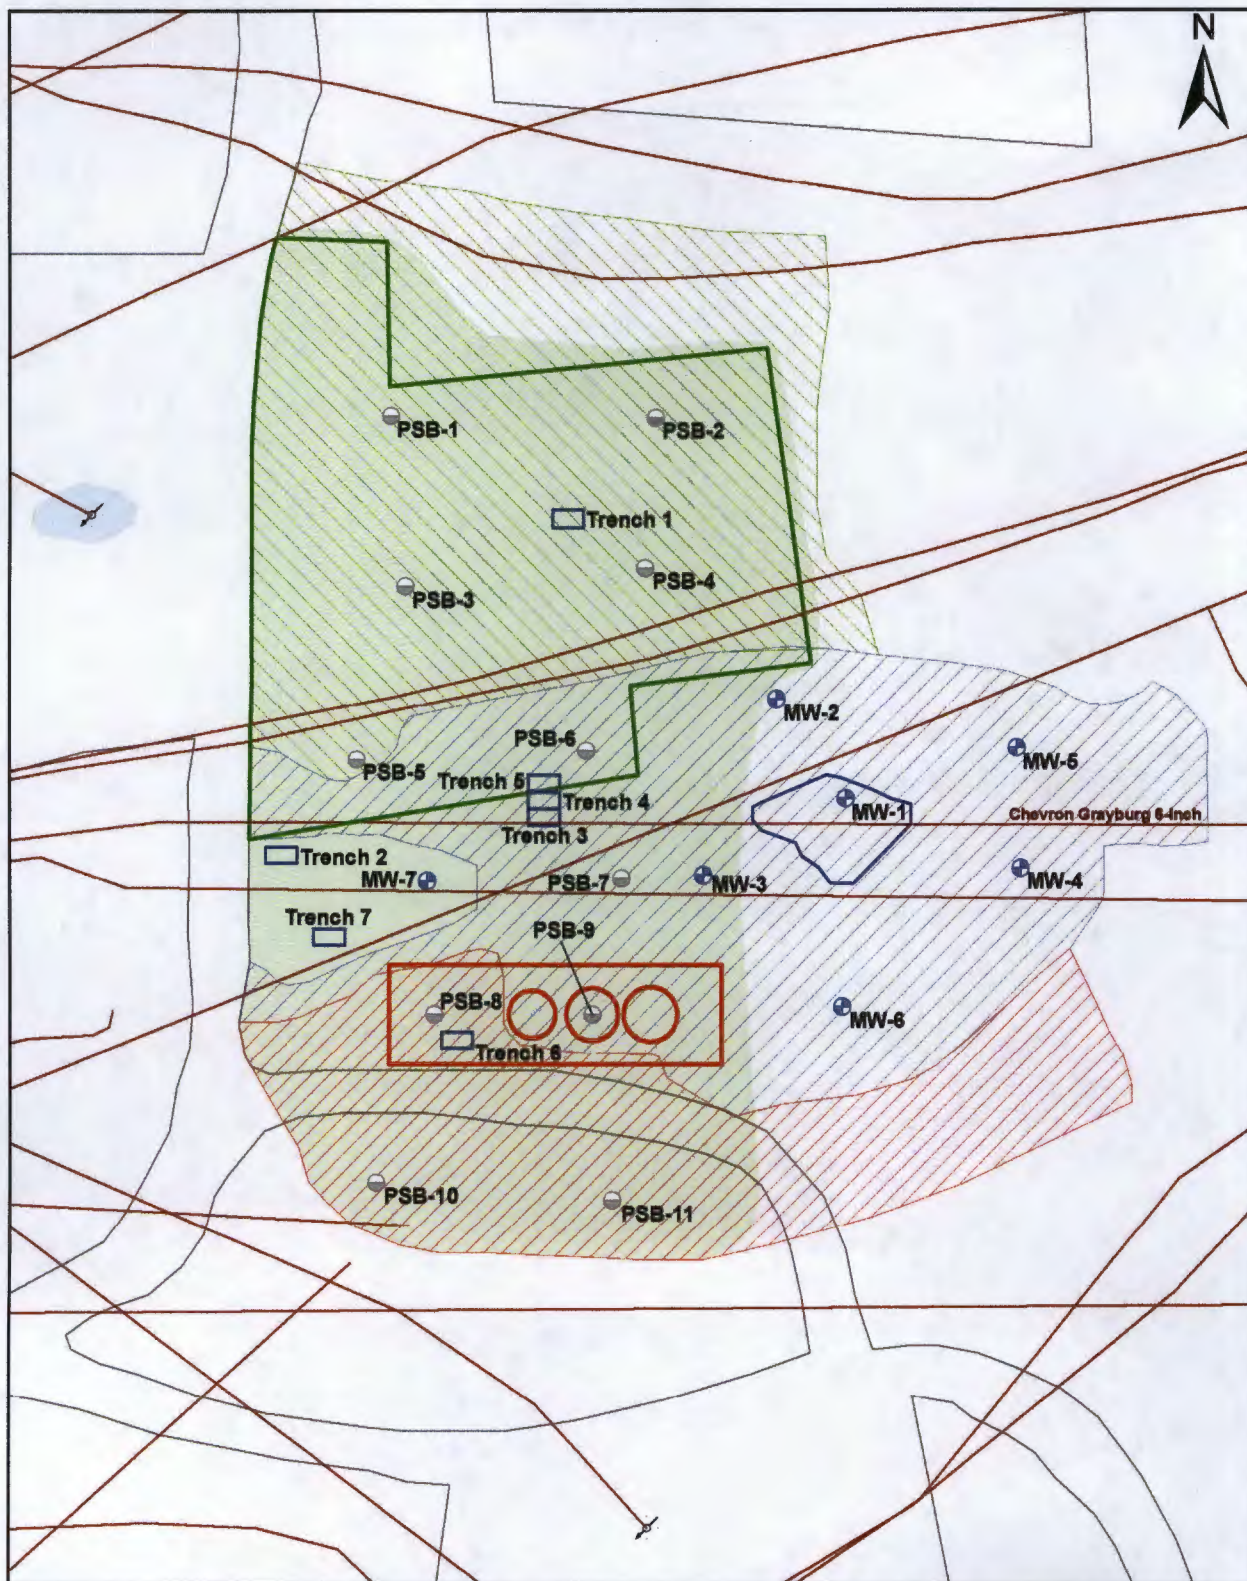 N
PSB-1
PSB-2
Trench 1
PSB-4
PSB-3
MW-2
PSB-6
MW-5
PSB-5
Trench 5
Trench 4
MW-1
Chevron Grayburg 6-Inch
Trench 3
Trench 2
MW-7
PSB-7
MW-3
MW-4
Trench 7
PSB-9
PSB-8
MW-6
Trench 6
PSB-10
PSB-11